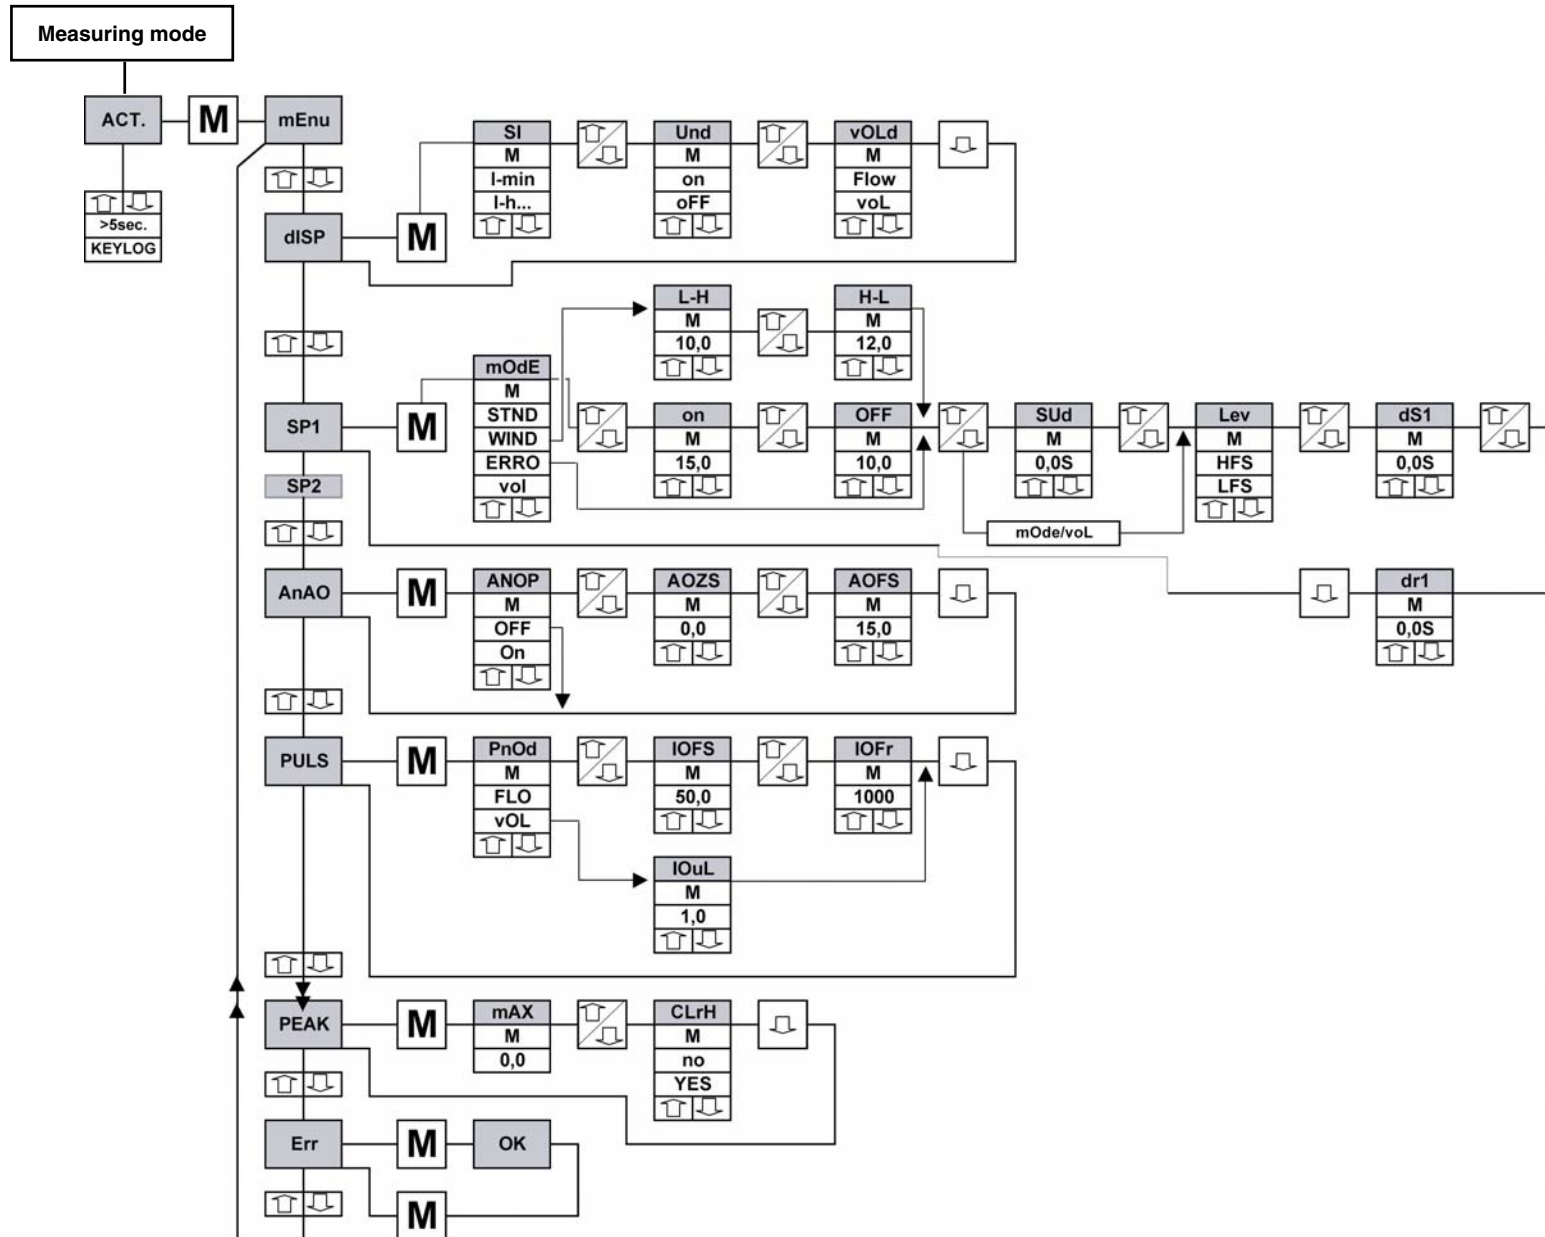 Measuring mode
ACT.
M
mEnu
>5sec.
KEYLOG
dISP
M
SI
M
l-min
l-h...
Und
M
on
oFF
vOLd
M
Flow
voL
L-H
M
10,0
H-L
M
12,0
SP1
M
mOdE
M
STND
WIND
ERRO
vol
on
M
15,0
OFF
M
10,0
SUd
M
0,0S
Lev
M
HFS
LFS
dS1
M
0,0S
mOde/voL
SP2
AnAO
M
ANOP
M
OFF
On
AOZS
M
0,0
AOFS
M
15,0
dr1
M
0,0S
PULS
M
PnOd
M
FLO
vOL
IOFS
M
50,0
IOFr
M
1000
IOuL
M
1,0
PEAK
M
mAX
M
0,0
CLrH
M
no
YES
Err
M
OK
M